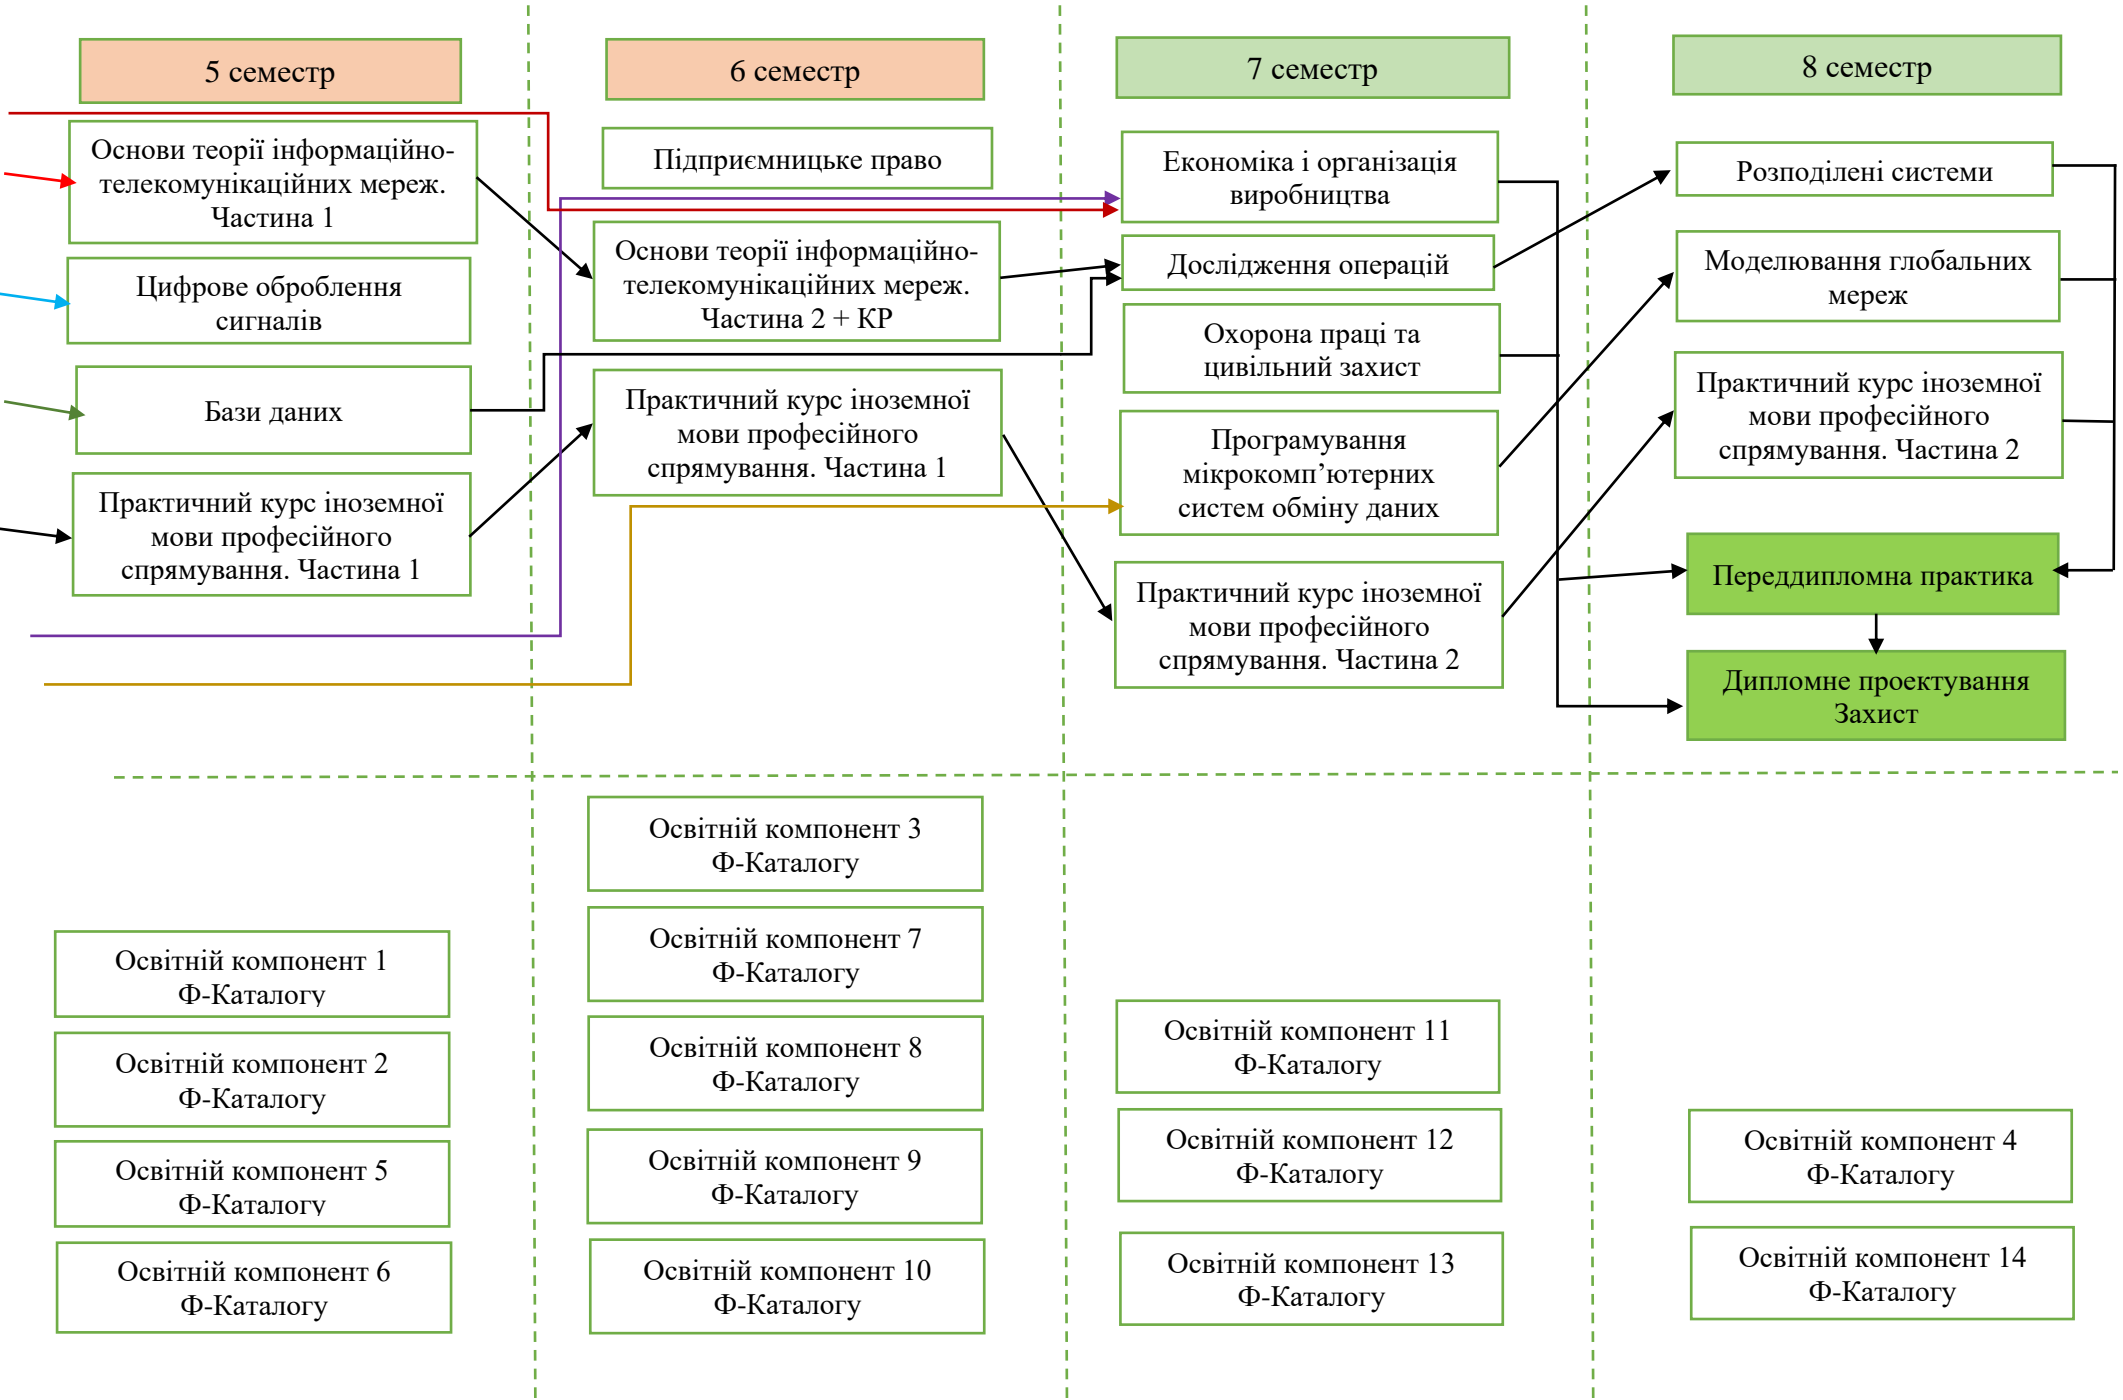 5 семестр
Основи теорії інформаційно-
телекомунікаційних мереж.
Частина 1
Цифрове оброблення
сигналів
Бази даних
Практичний курс іноземної
мови професійного
спрямування. Частина 1
6 семестр
Підприємницьке право
Основи теорії інформаційно-
телекомунікаційних мереж.
Частина 2 + КР
Практичний курс іноземної
мови професійного
спрямування. Частина 1
7 семестр
Економіка і організація
виробництва
Дослідження операцій
Охорона праці та
цивільний захист
Програмування
мікрокомп’ютерних
систем обміну даних
Практичний курс іноземної
мови професійного
спрямування. Частина 2
8 семестр
Розподілені системи
Моделювання глобальних
мереж
Практичний курс іноземної
мови професійного
спрямування. Частина 2
Переддипломна практика
Дипломне проектування
Захист
Освітній компонент 1
Ф-Каталогу
Освітній компонент 2
Ф-Каталогу
Освітній компонент 5
Ф-Каталогу
Освітній компонент 6
Ф-Каталогу
Освітній компонент 3
Ф-Каталогу
Освітній компонент 7
Ф-Каталогу
Освітній компонент 8
Ф-Каталогу
Освітній компонент 9
Ф-Каталогу
Освітній компонент 10
Ф-Каталогу
Освітній компонент 11
Ф-Каталогу
Освітній компонент 12
Ф-Каталогу
Освітній компонент 13
Ф-Каталогу
Освітній компонент 4
Ф-Каталогу
Освітній компонент 14
Ф-Каталогу